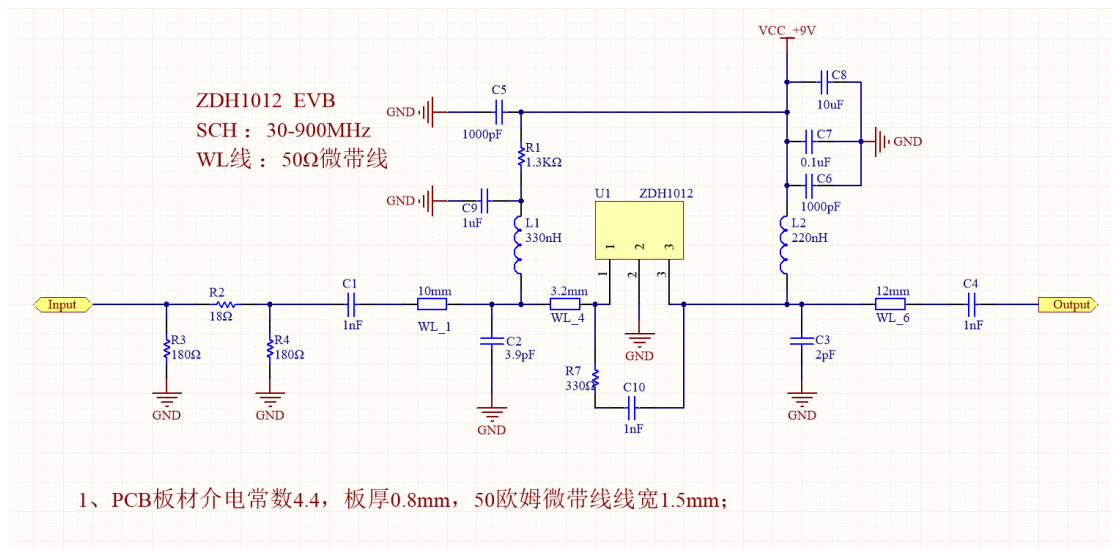 VCC_+9V
ZDH1012 EVB
SCH： 30-900MHz
WL线： 50Ω微带线
C5
1000pF
GND
C8
10uF
C7
0.1uF
GND
C6
1000pF
R1
1.3KΩ
GND
C9
1uF
L1
330nH
U1
ZDH1012
1
2
3
1
2
3
GND
L2
220nH
Input
R2
18Ω
R3
180Ω
GND
R4
180Ω
GND
C1
1nF
10mm
WL_1
C2
3.9pF
GND
3.2mm
WL_4
R7
330Ω
C10
1nF
12mm
WL_6
C3
2pF
GND
C4
1nF
Output
1、PCB板材介电常数4.4，板厚0.8mm，50欧姆微带线线宽1.5mm；